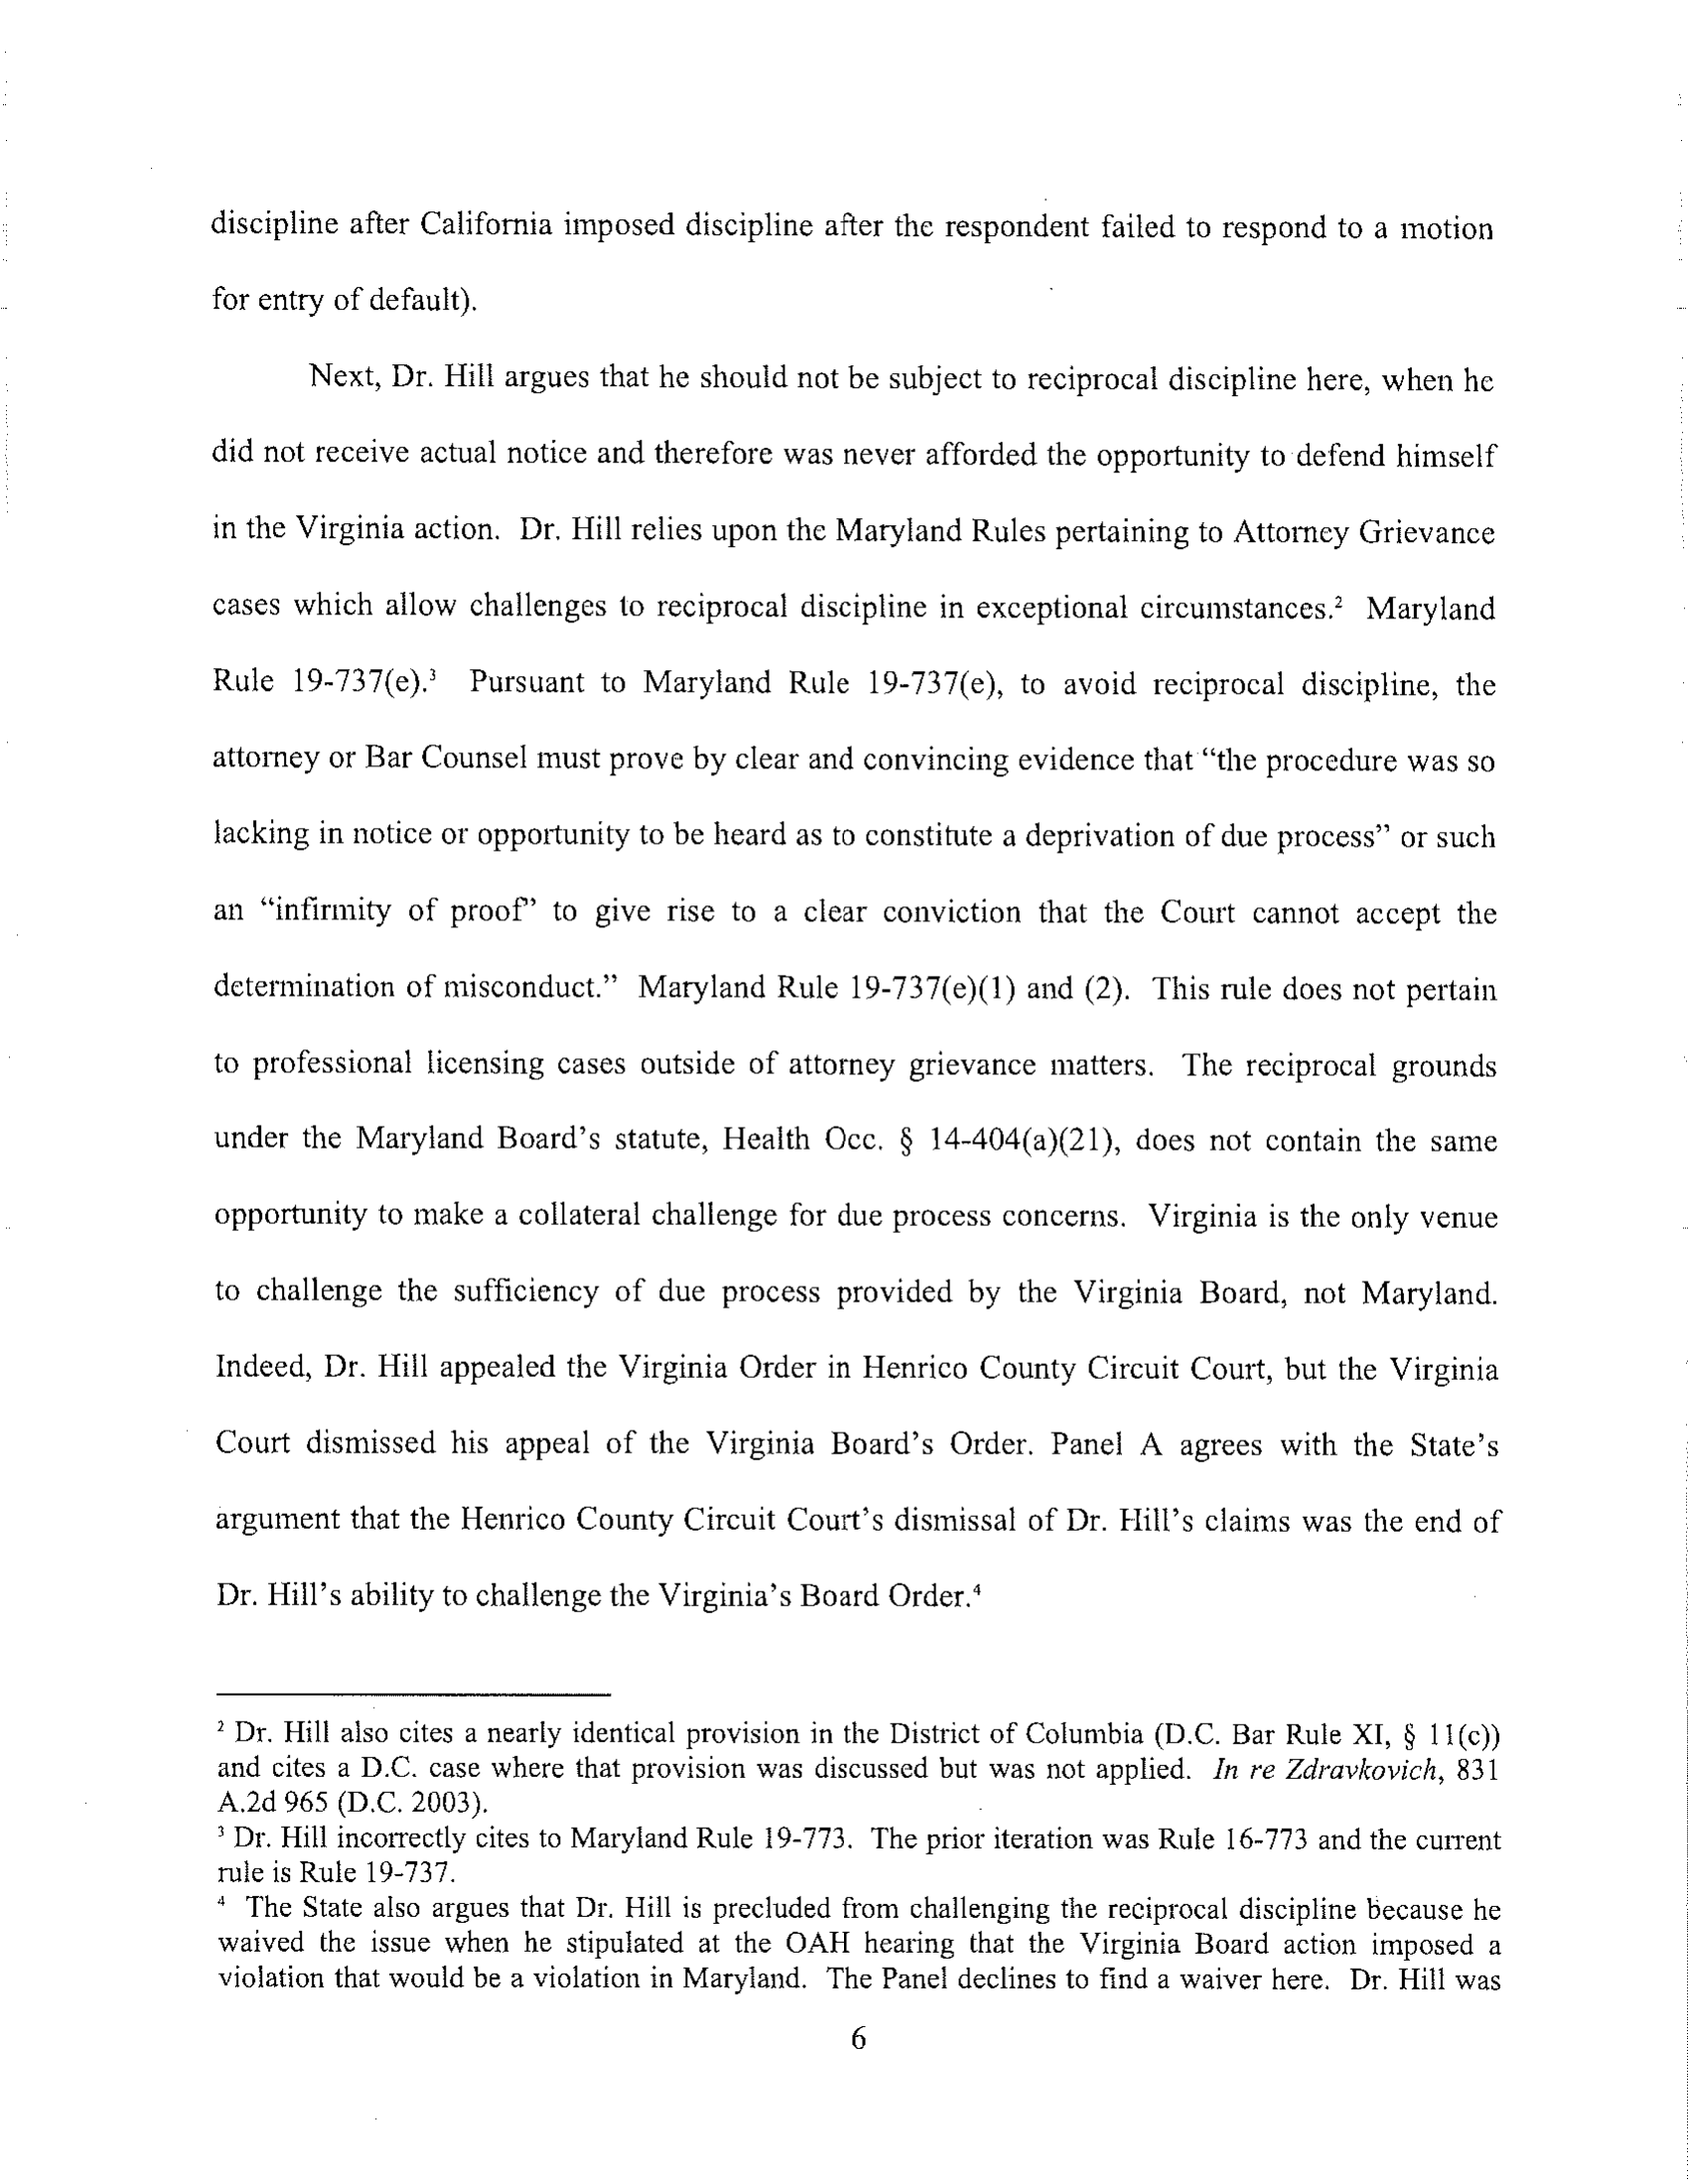 discipline after California imposed discipline after the respondent failed to respond to a motion
for entry of default).
Next, Dr. Hill argues that he should not be subject to reciprocal discipline here, when he
did not receive actual notice and therefore was never afforded the opportunity to defend himself
in the Virginia action. Dr. Hill relies upon the Maryland Rules pertaining to Attorney Grievance
cases which allow challenges to reciprocal discipline in exceptional circumstances.² Maryland
Rule 19-737(e).³ Pursuant to Maryland Rule 19-737(e), to avoid reciprocal discipline, the
attorney or Bar Counsel must prove by clear and convincing evidence that “the procedure was so
lacking in notice or opportunity to be heard as to constitute a deprivation of due process” or such
an “infirmity of proof” to give rise to a clear conviction that the Court cannot accept the
determination of misconduct.” Maryland Rule 19-737(e)(1) and (2). This rule does not pertain
to professional licensing cases outside of attorney grievance matters. The reciprocal grounds
under the Maryland Board’s statute, Health Occ. § 14-404(a)(21), does not contain the same
opportunity to make a collateral challenge for due process concerns. Virginia is the only venue
to challenge the sufficiency of due process provided by the Virginia Board, not Maryland.
Indeed, Dr. Hill appealed the Virginia Order in Henrico County Circuit Court, but the Virginia
Court dismissed his appeal of the Virginia Board’s Order. Panel A agrees with the State’s
argument that the Henrico County Circuit Court’s dismissal of Dr. Hill’s claims was the end of
Dr. Hill’s ability to challenge the Virginia’s Board Order.⁴
² Dr. Hill also cites a nearly identical provision in the District of Columbia (D.C. Bar Rule XI, § 11(c))
and cites a D.C. case where that provision was discussed but was not applied. In re Zdravkovich, 831
A.2d 965 (D.C. 2003).
³ Dr. Hill incorrectly cites to Maryland Rule 19-773. The prior iteration was Rule 16-773 and the current
rule is Rule 19-737.
⁴ The State also argues that Dr. Hill is precluded from challenging the reciprocal discipline because he
waived the issue when he stipulated at the OAH hearing that the Virginia Board action imposed a
violation that would be a violation in Maryland. The Panel declines to find a waiver here. Dr. Hill was
6